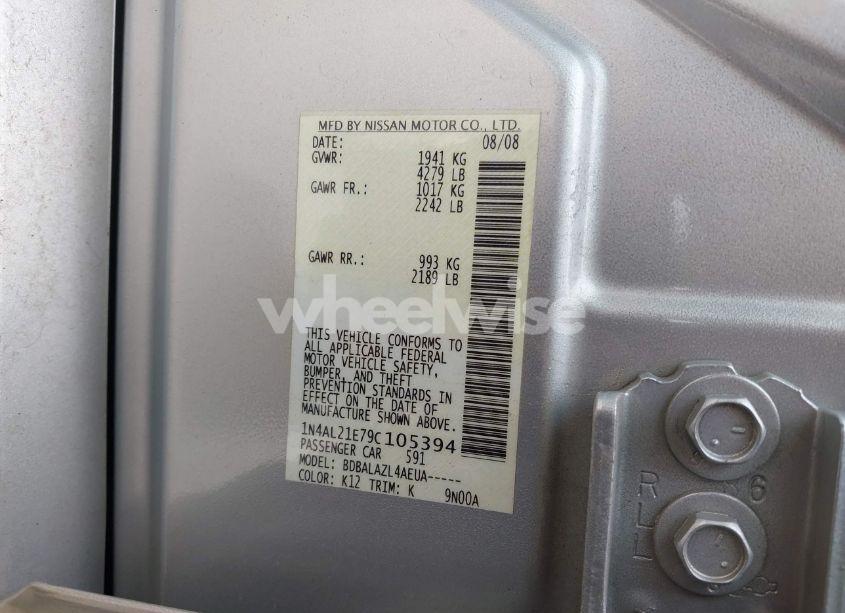 MFD BY NISSAN MOTOR CO., LTD.
DATE: 08/08
GVWR: 1941 KG
4279 LB
GAWR FR.: 1017 KG
2242 LB
GAWR RR.: 993 KG
2189 LB
wheelwise
THIS VEHICLE CONFORMS TO
ALL APPLICABLE FEDERAL
MOTOR VEHICLE SAFETY,
BUMPER, AND THEFT
PREVENTION STANDARDS IN
EFFECT ON THE DATE OF
MANUFACTURE SHOWN ABOVE.
1N4AL21E79C105394
PASSENGER CAR 591
MODEL: BDBALAZL4AEUA-----
COLOR: K12 TRIM: K 9N00A